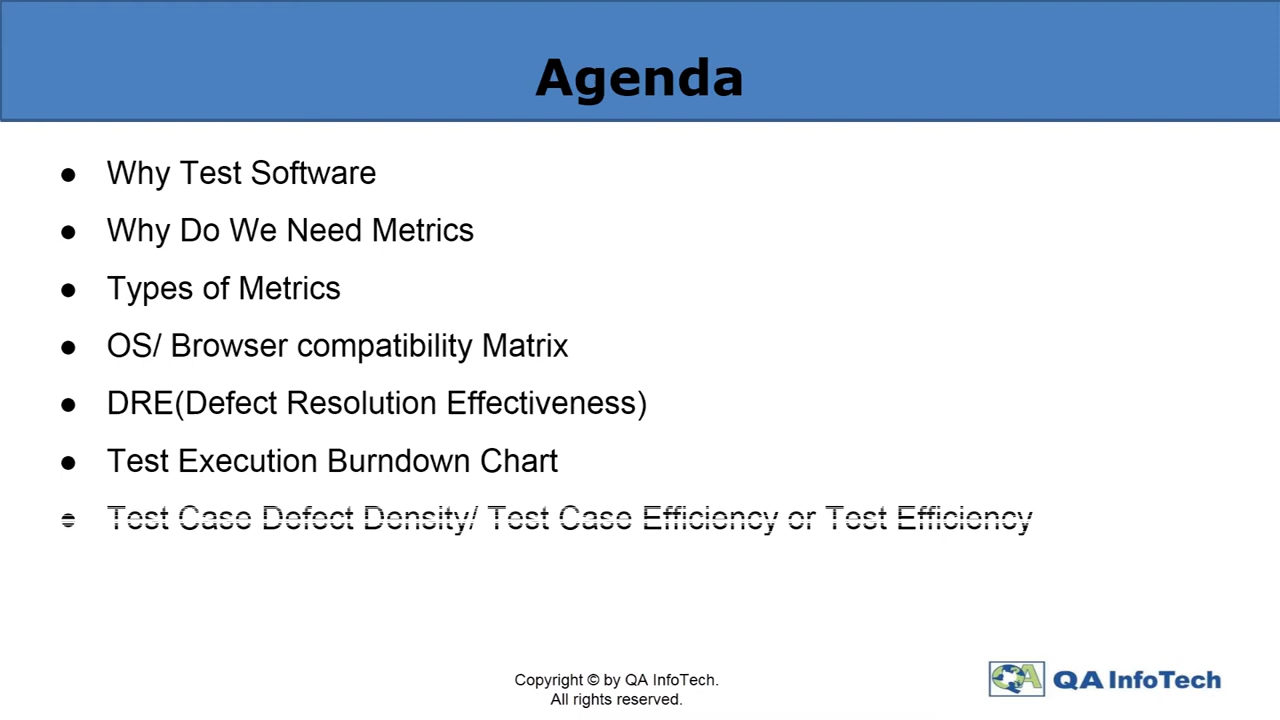 Agenda
● Why Test Software
● Why Do We Need Metrics
● Types of Metrics
● OS/ Browser compatibility Matrix
● DRE(Defect Resolution Effectiveness)
● Test Execution Burndown Chart
● Test Case Defect Density/ Test Case Efficiency or Test Efficiency
Copyright © by QA InfoTech.
All rights reserved.
QA QA InfoTech